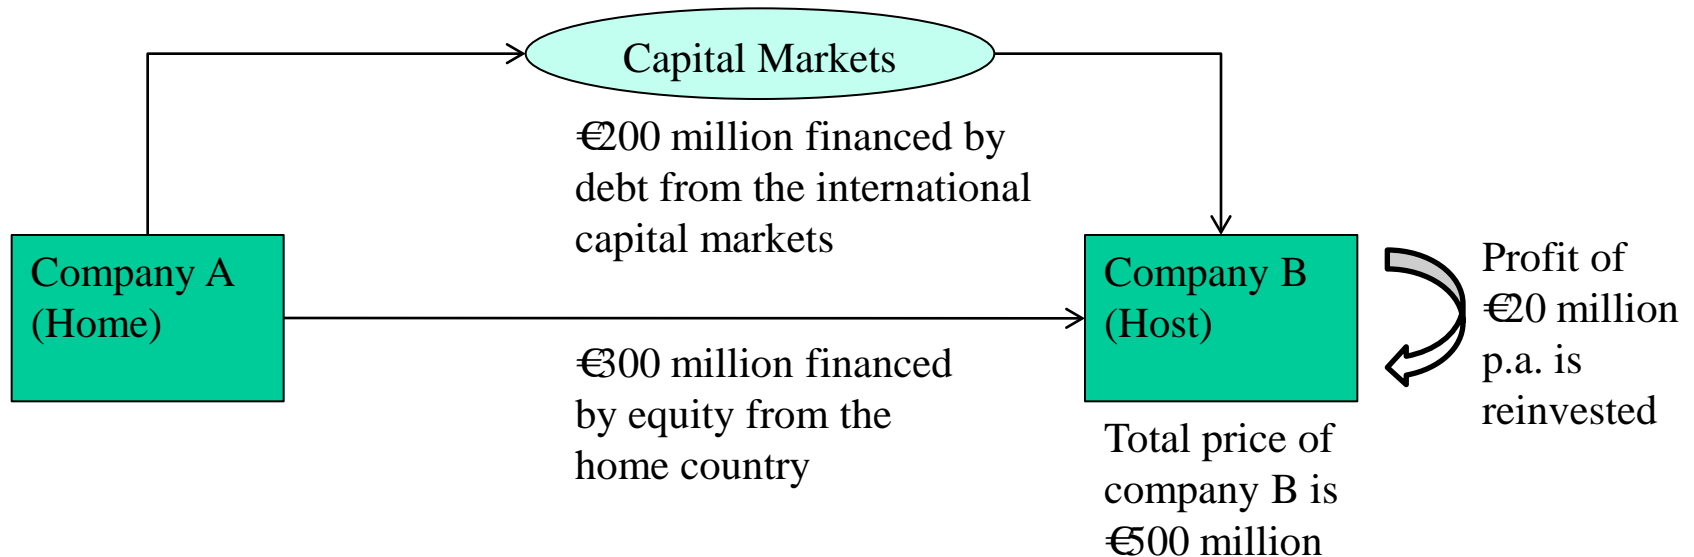 Capital Markets
€200 million financed by
debt from the international
capital markets
Company A
(Home)
€300 million financed
by equity from the
home country
Company B
(Host)
Total price of
company B is
€500 million
Profit of
€20 million
p.a. is
reinvested